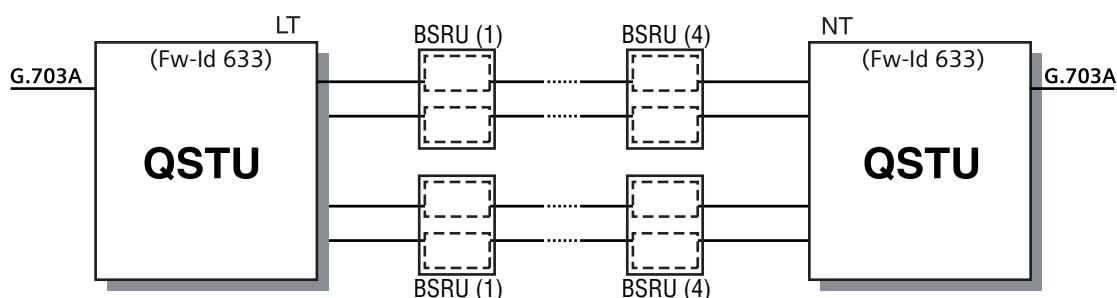 LT
BSRU (1)
BSRU (4)
NT
(Fw-Id 633)
(Fw-Id 633)
G.703A
G.703A
QSTU
QSTU
BSRU (1)
BSRU (4)